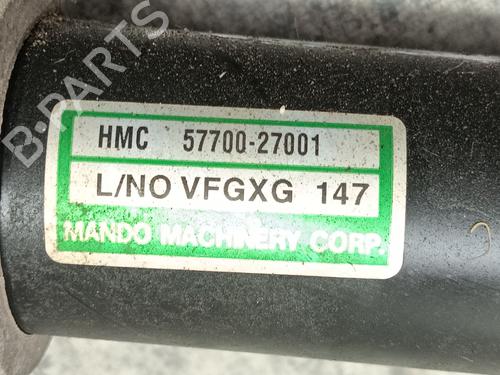 HMC 57700-27001
L/NO VFGXG 147
MANDO MACHINERY CORP.
B-PARTS